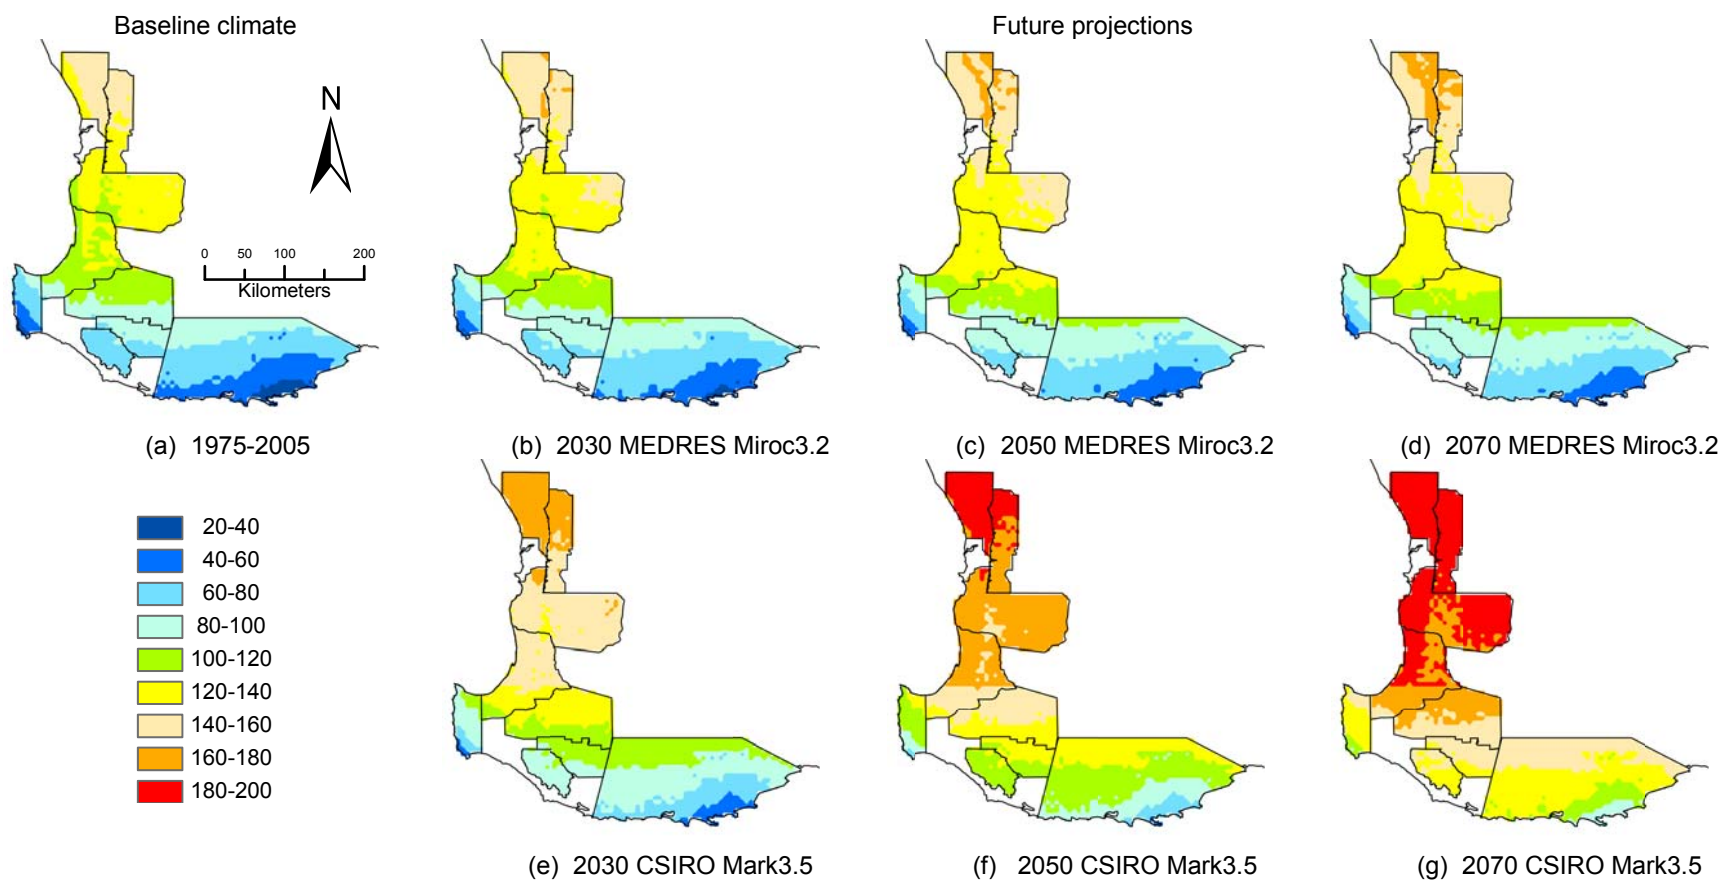 Baseline climate
Future projections
N
0 50 100 200
Kilometers
(a) 1975-2005
(b) 2030 MEDRES Miroc3.2
(c) 2050 MEDRES Miroc3.2
(d) 2070 MEDRES Miroc3.2
20-40
40-60
60-80
80-100
100-120
120-140
140-160
160-180
180-200
(e) 2030 CSIRO Mark3.5
(f) 2050 CSIRO Mark3.5
(g) 2070 CSIRO Mark3.5